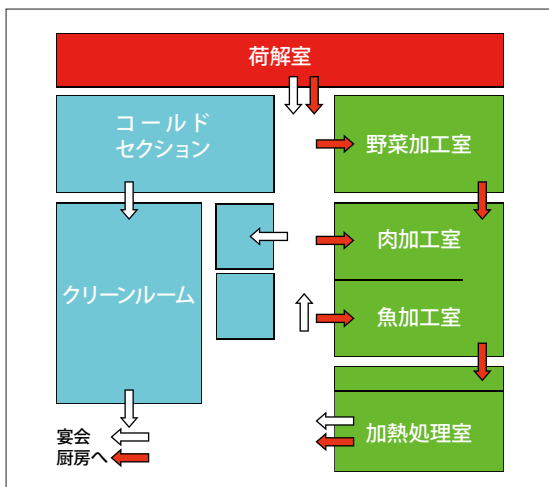 荷解室
コールド
セクション
野菜加工室
肉加工室
クリーンルーム
魚加工室
加熱処理室
宴会
厨房へ